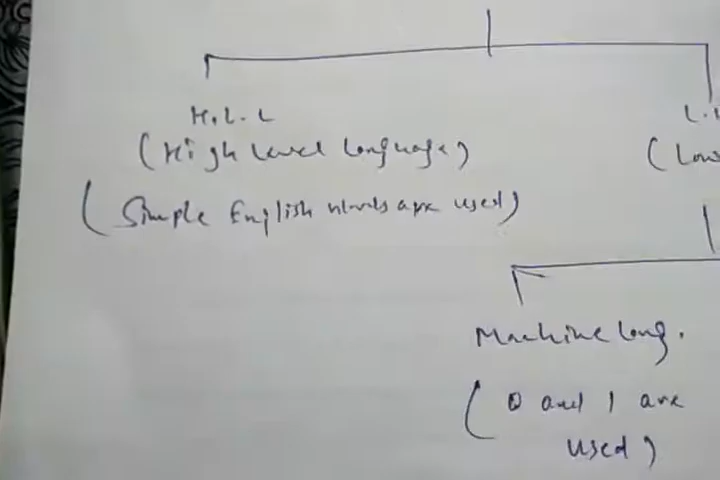 H.L.L
(High Level Language)
(Simple English words are used)
L.
(Low
Machine Lang.
(0 and 1 are
used)